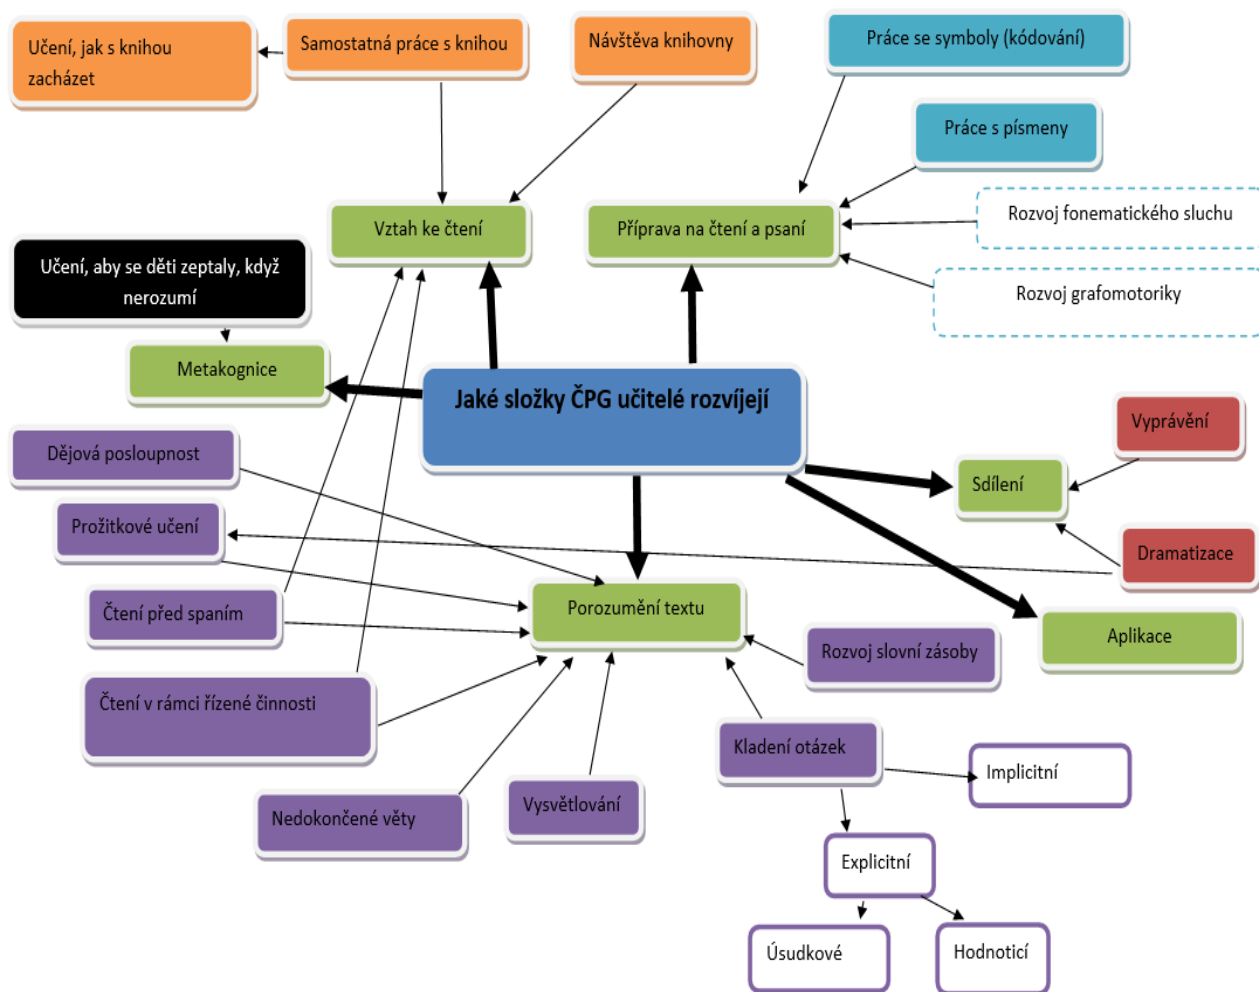 Učení, jak s knihou
zacházet
Samostatná práce s knihou
Návštěva knihovny
Práce se symboly (kódování)
Práce s písmeny
Rozvoj fonematického sluchu
Rozvoj grafomotoriky
Vztah ke čtení
Příprava na čtení a psaní
Učení, aby se děti zeptaly, když
nerozumí
Metakognice
Jaké složky ČPG učitelé rozvíjejí
Dějová posloupnost
Prožitkové učení
Čtení před spaním
Čtení v rámci řízené činnosti
Nedokončené věty
Vysvětlování
Porozumění textu
Rozvoj slovní zásoby
Kladení otázek
Implicitní
Explicitní
Úsudkové
Hodnoticí
Vyprávění
Sdílení
Dramatizace
Aplikace